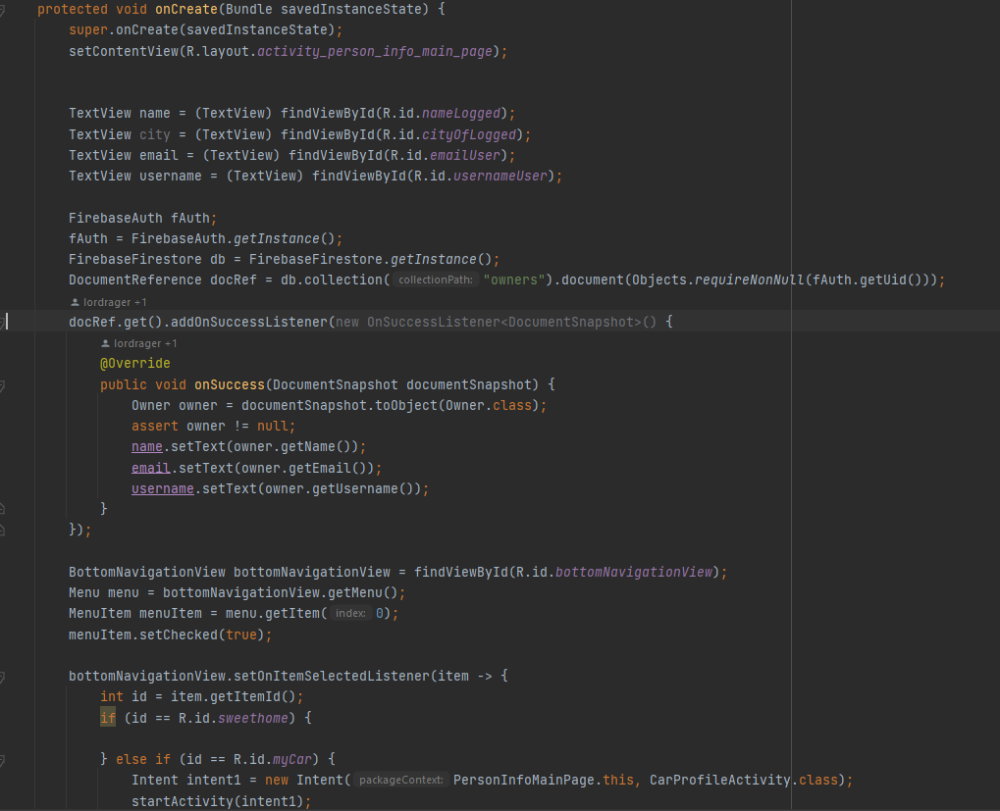 protected void onCreate(Bundle savedInstanceState) {
super.onCreate(savedInstanceState);
setContentView(R.layout.activity_person_info_main_page);
TextView name = (TextView) findViewById(R.id.nameLogged);
TextView city = (TextView) findViewById(R.id.cityOfLogged);
TextView email = (TextView) findViewById(R.id.emailUser);
TextView username = (TextView) findViewById(R.id.usernameUser);
FirebaseAuth fAuth;
fAuth = FirebaseAuth.getInstance();
FirebaseFirestore db = FirebaseFirestore.getInstance();
DocumentReference docRef = db.collection( collectionPath: "owners").document(Objects.requireNonNull(fAuth.getUid()));
lordrager +1
docRef.get().addOnSuccessListener(new OnSuccessListener<DocumentSnapshot>() {
lordrager +1
@Override
public void onSuccess(DocumentSnapshot documentSnapshot) {
Owner owner = documentSnapshot.toObject(Owner.class);
assert owner != null;
name.setText(owner.getName());
email.setText(owner.getEmail());
username.setText(owner.getUsername());
}
});
BottomNavigationView bottomNavigationView = findViewById(R.id.bottomNavigationView);
Menu menu = bottomNavigationView.getMenu();
MenuItem menuItem = menu.getItem( index: 0);
menuItem.setChecked(true);
bottomNavigationView.setOnItemSelectedListener(item -> {
int id = item.getItemId();
if (id == R.id.sweethome) {
} else if (id == R.id.myCar) {
Intent intent1 = new Intent( packageContext: PersonInfoMainPage.this, CarProfileActivity.class);
startActivity(intent1);